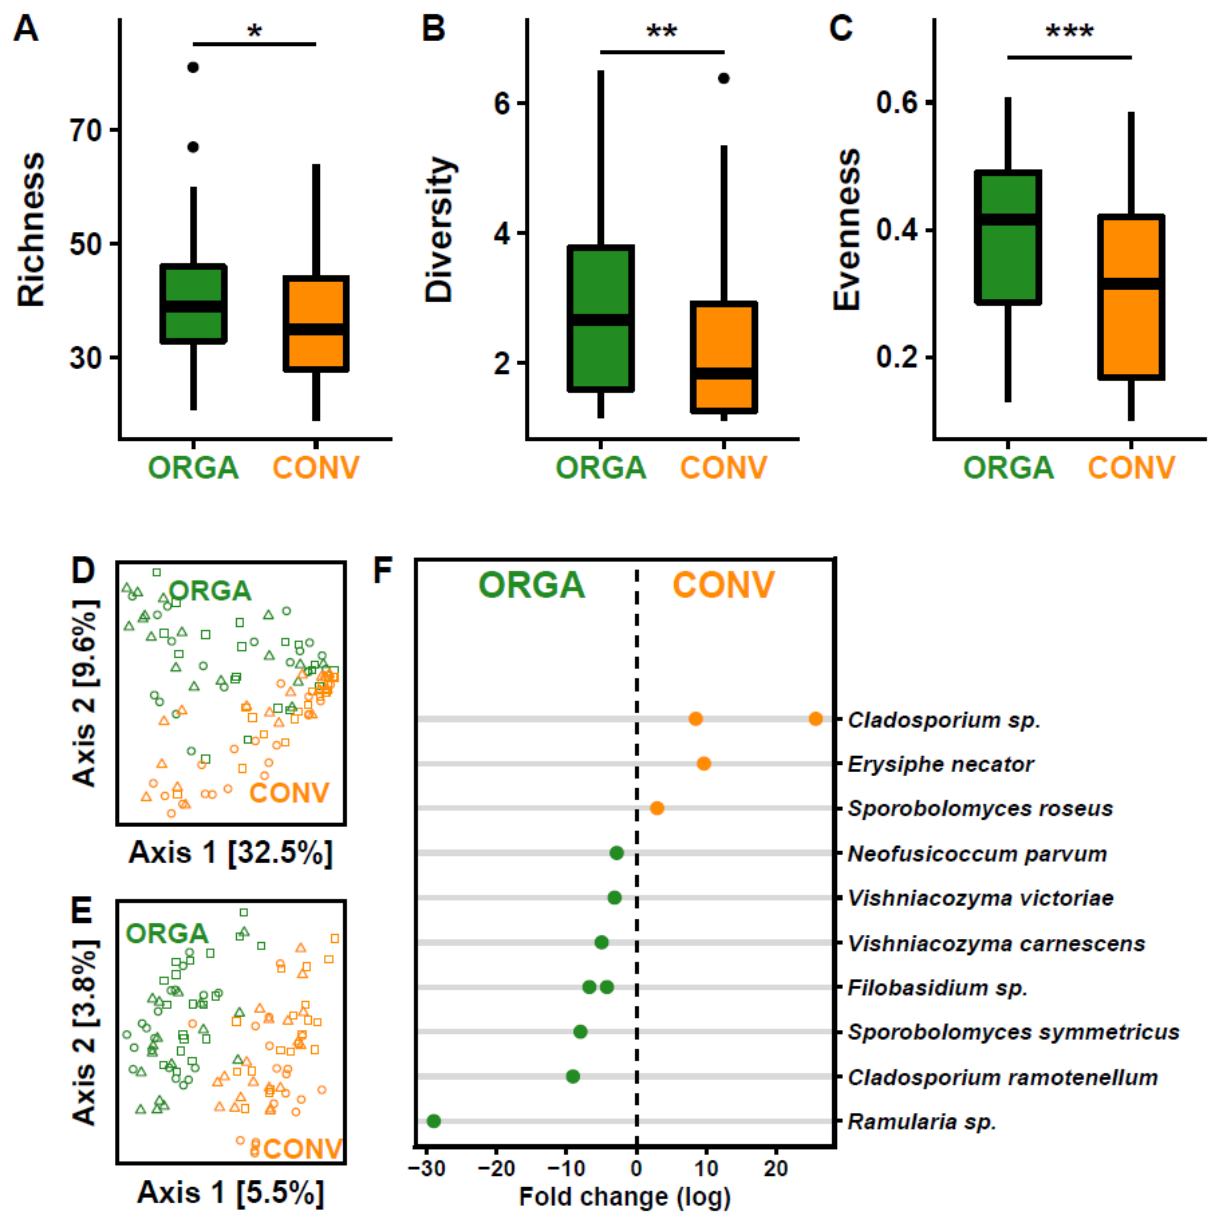 A
*
Richness
70
50
30
ORGA CONV
B
**
Diversity
6
4
2
ORGA CONV
C
***
Evenness
0.6
0.4
0.2
ORGA CONV
D
ORGA
CONV
Axis 2 [9.6%]
Axis 1 [32.5%]
E
ORGA
CONV
Axis 2 [3.8%]
Axis 1 [5.5%]
F
ORGA CONV
Cladosporium sp.
Erysiphe necator
Sporobolomyces roseus
Neofusicoccum parvum
Vishniacozyma victoriae
Vishniacozyma carnescens
Filobasidium sp.
Sporobolomyces symmetricus
Cladosporium ramotenellum
Ramularia sp.
−30 −20 −10 0 10 20
Fold change (log)